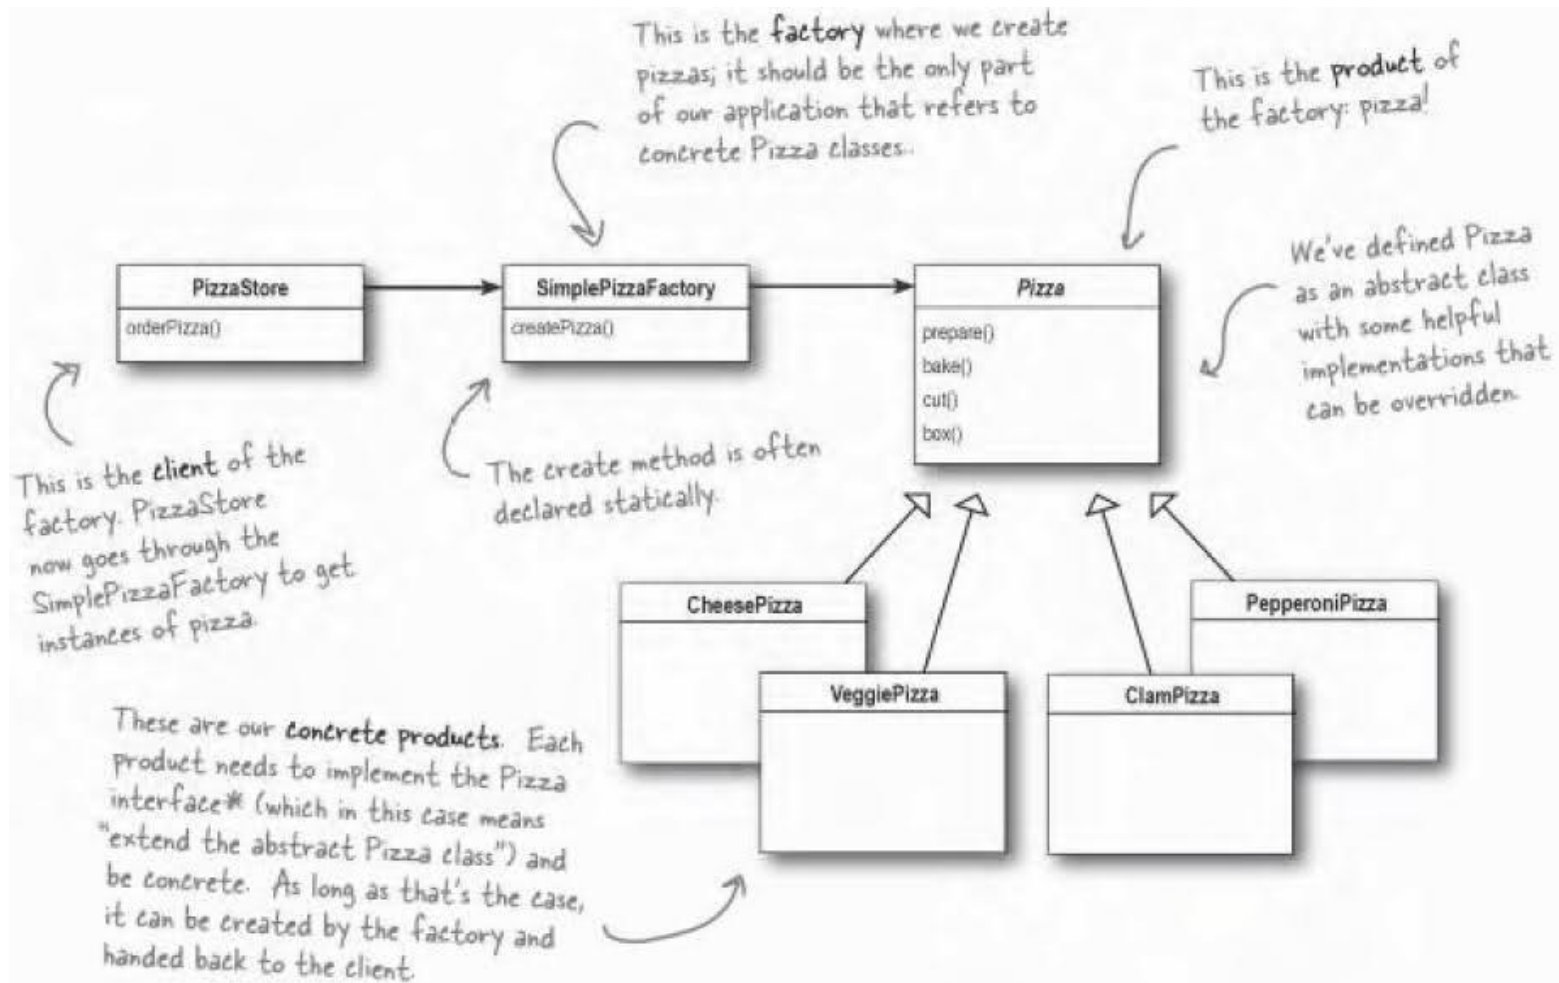 This is the factory where we create
pizzas; it should be the only part
of our application that refers to
concrete Pizza classes..
This is the product of
the factory: pizza!
PizzaStore
orderPizza()
SimplePizzaFactory
createPizza()
Pizza
prepare()
bake()
cut()
box()
We've defined Pizza
as an abstract class
with some helpful
implementations that
can be overridden.
This is the client of the
factory. PizzaStore
now goes through the
SimplePizzaFactory to get
instances of pizza.
The create method is often
declared statically.
CheesePizza
VeggiePizza
ClamPizza
PepperoniPizza
These are our concrete products. Each
product needs to implement the Pizza
interface* (which in this case means
"extend the abstract Pizza class") and
be concrete. As long as that's the case,
it can be created by the factory and
handed back to the client.